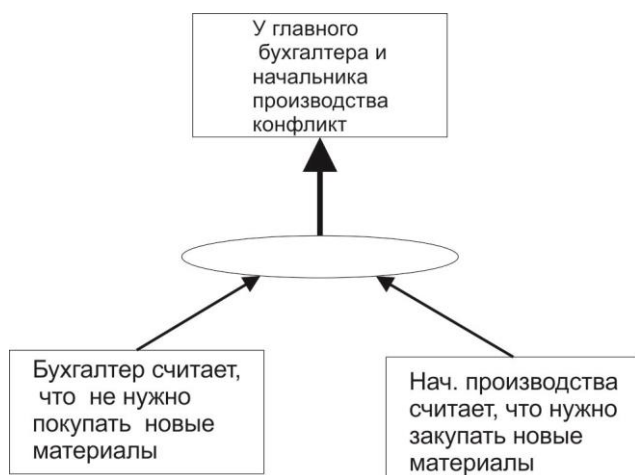 У главного
бухгалтера и
начальника
производства
конфликт
Бухгалтер считает,
что не нужно
покупать новые
материалы
Нач. производства
считает, что нужно
закупать новые
материалы